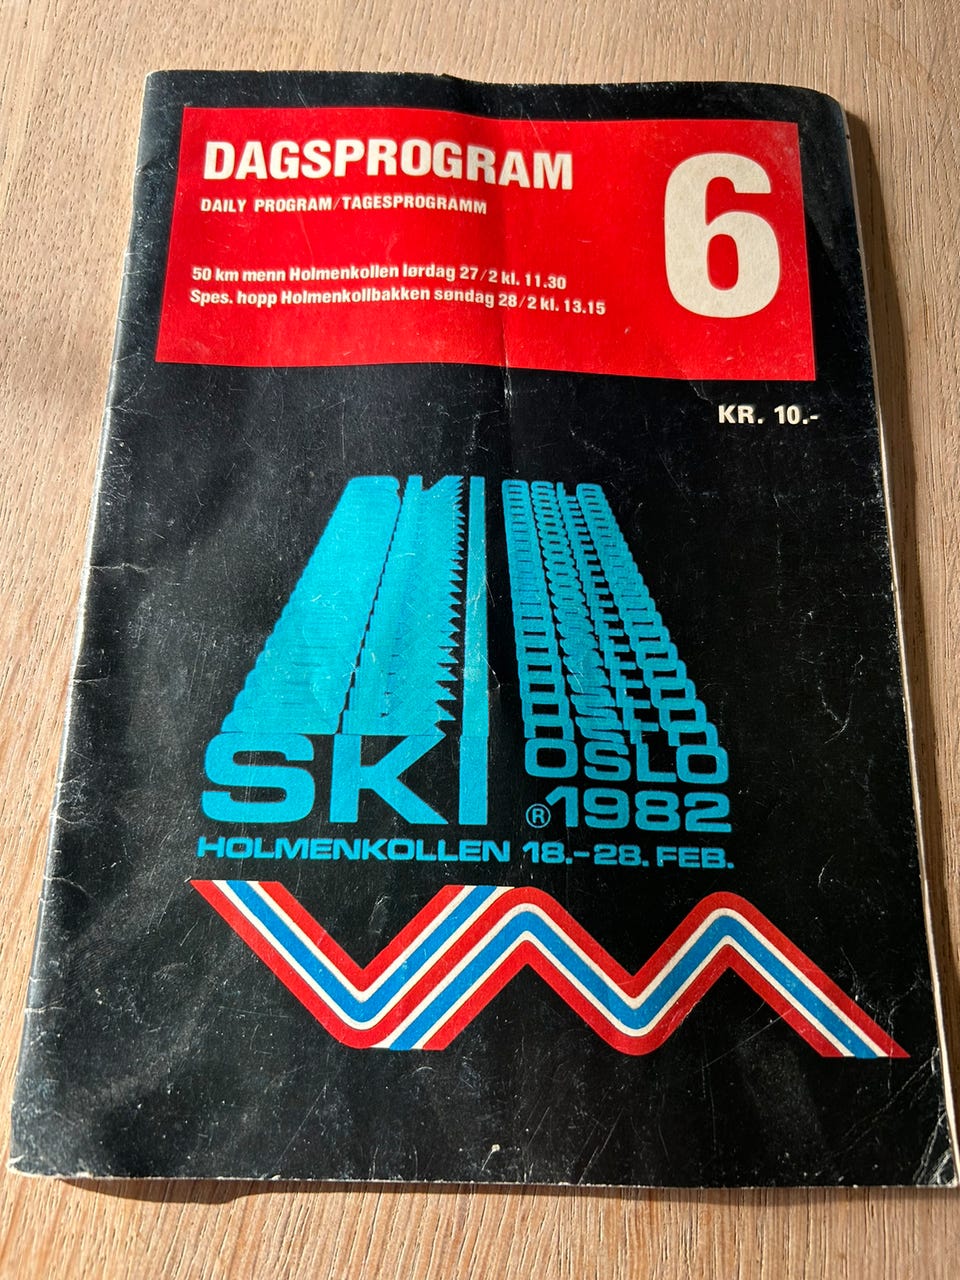 DAGSPROGRAM
6
DAILY PROGRAM/TAGESPROGRAMM
50 km menn Holmenkollen lørdag 27/2 kl. 11.30
Spes. hopp Holmenkollbakken søndag 28/2 kl. 13.15
KR. 10.-
SKI OSLO
® 1982
HOLMENKOLLEN 18.-28. FEB.
VM